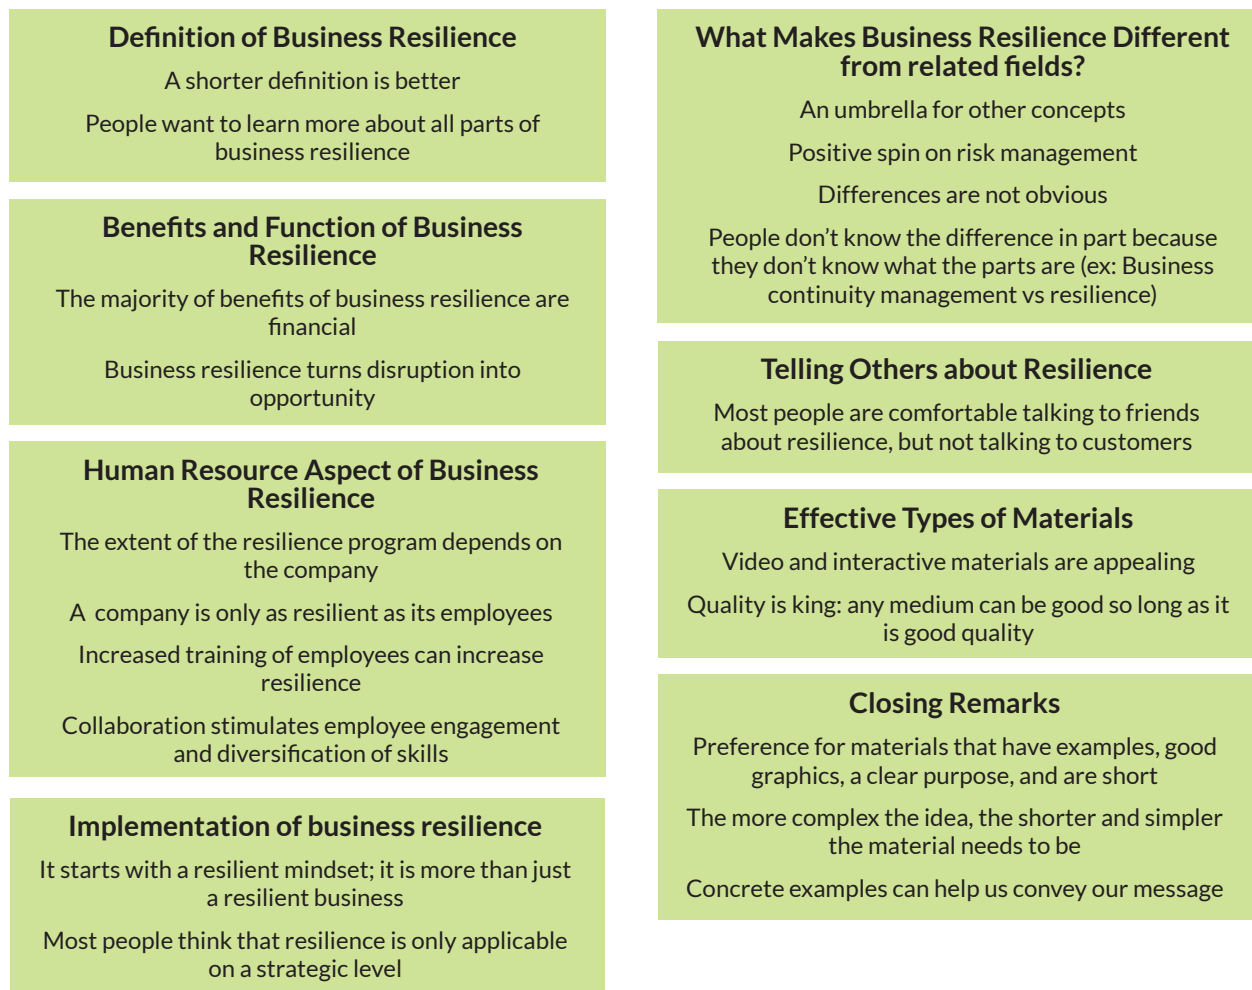 Definition of Business Resilience
A shorter definition is better
People want to learn more about all parts of
business resilience
Benefits and Function of Business
Resilience
The majority of benefits of business resilience are
financial
Business resilience turns disruption into
opportunity
Human Resource Aspect of Business
Resilience
The extent of the resilience program depends on
the company
A company is only as resilient as its employees
Increased training of employees can increase
resilience
Collaboration stimulates employee engagement
and diversification of skills
Implementation of business resilience
It starts with a resilient mindset; it is more than just
a resilient business
Most people think that resilience is only applicable
on a strategic level
What Makes Business Resilience Different
from related fields?
An umbrella for other concepts
Positive spin on risk management
Differences are not obvious
People don’t know the difference in part because
they don’t know what the parts are (ex: Business
continuity management vs resilience)
Telling Others about Resilience
Most people are comfortable talking to friends
about resilience, but not talking to customers
Effective Types of Materials
Video and interactive materials are appealing
Quality is king: any medium can be good so long as it
is good quality
Closing Remarks
Preference for materials that have examples, good
graphics, a clear purpose, and are short
The more complex the idea, the shorter and simpler
the material needs to be
Concrete examples can help us convey our message